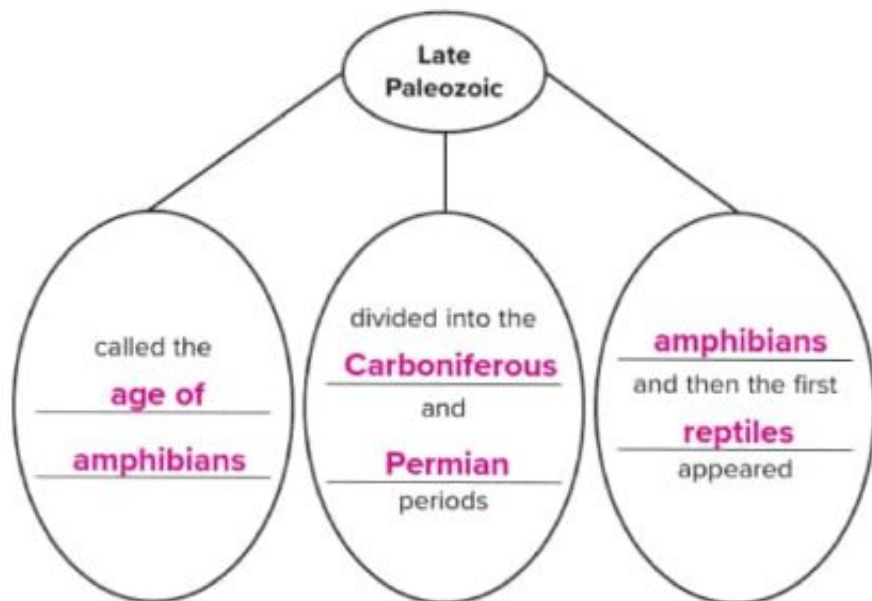 Late
Paleozoic
called the
age of
amphibians
divided into the
Carboniferous
and
Permian
periods
amphibians
and then the first
reptiles
appeared